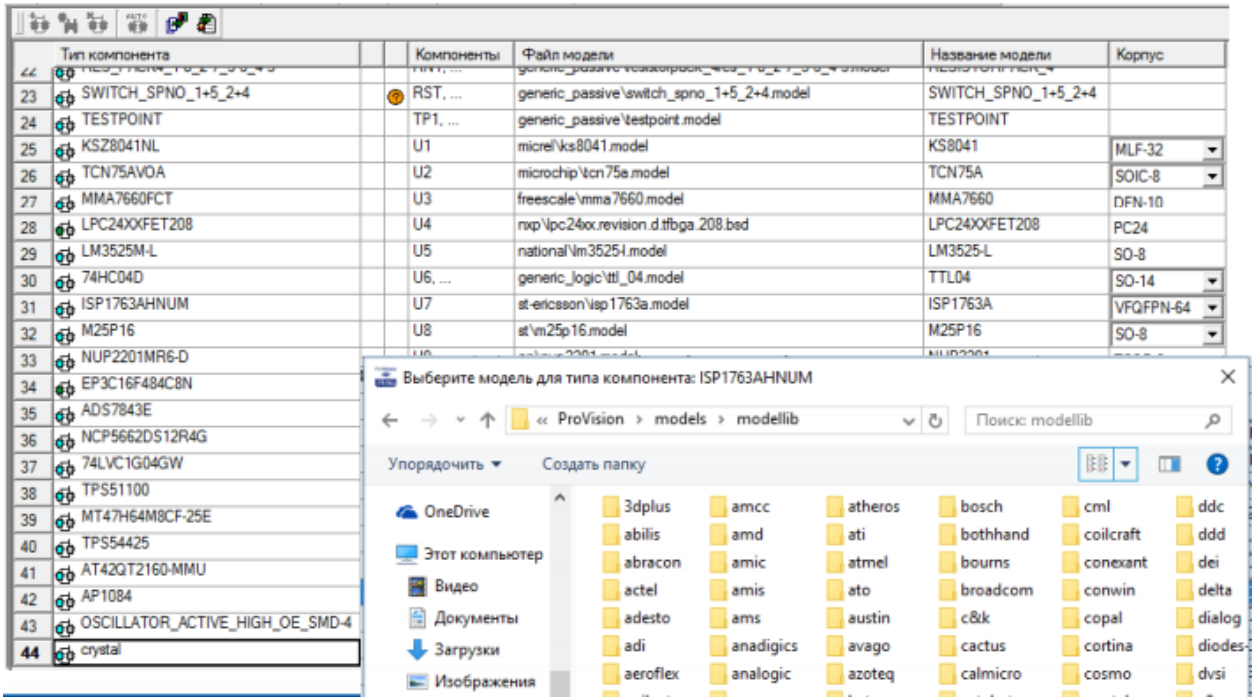 AUTO
Тип компонента Компоненты Файл модели Название модели Корпус
22
23 SWITCH_SPNO_1+5_2+4 RST, ... generic_passive\switch_spno_1+5_2+4.model SWITCH_SPNO_1+5_2+4
24 TESTPOINT TP1, ... generic_passive\testpoint.model TESTPOINT
25 KSZ8041NL U1 micrel\ks8041.model KS8041 MLF-32
26 TCN75AVOA U2 microchip\tcn75a.model TCN75A SOIC-8
27 MMA7660FCT U3 freescale\mma7660.model MMA7660 DFN-10
28 LPC24XXFET208 U4 nxp\lpc24xx.revision.d.tfbga.208.bsd LPC24XXFET208 PC24
29 LM3525M-L U5 national\lm3525-l.model LM3525-L SO-8
30 74HC04D U6, ... generic_logic\ttl_04.model TTL04 SO-14
31 ISP1763AHNUM U7 st-ericsson\isp1763a.model ISP1763A VFQFPN-64
32 M25P16 U8 st\m25p16.model M25P16 SO-8
33 NUP2201MR6-D
34 EP3C16F484C8N
35 ADS7843E
36 NCP5662DS12R4G
37 74LVC1G04GW
38 TPS51100
39 MT47H64M8CF-25E
40 TPS54425
41 AT42QT2160-MMU
42 AP1084
43 OSCILLATOR_ACTIVE_HIGH_OE_SMD-4
44 crystal
Выберите модель для типа компонента: ISP1763AHNUM
« ProVision › models › modellib Поиск: modellib
Упорядочить Создать папку
OneDrive
Этот компьютер
Видео
Документы
Загрузки
Изображения
3dplus amcc atheros bosch cml ddc
abilis amd ati bothhand coilcraft ddd
abracon amic atmel bourns conexant dei
actel amis ato broadcom conwin delta
adesto ams austin c&k copal dialog
adi anadigics avago cactus cortina diodes-
aeroflex analogic azoteq calmicro cosmo dvsi